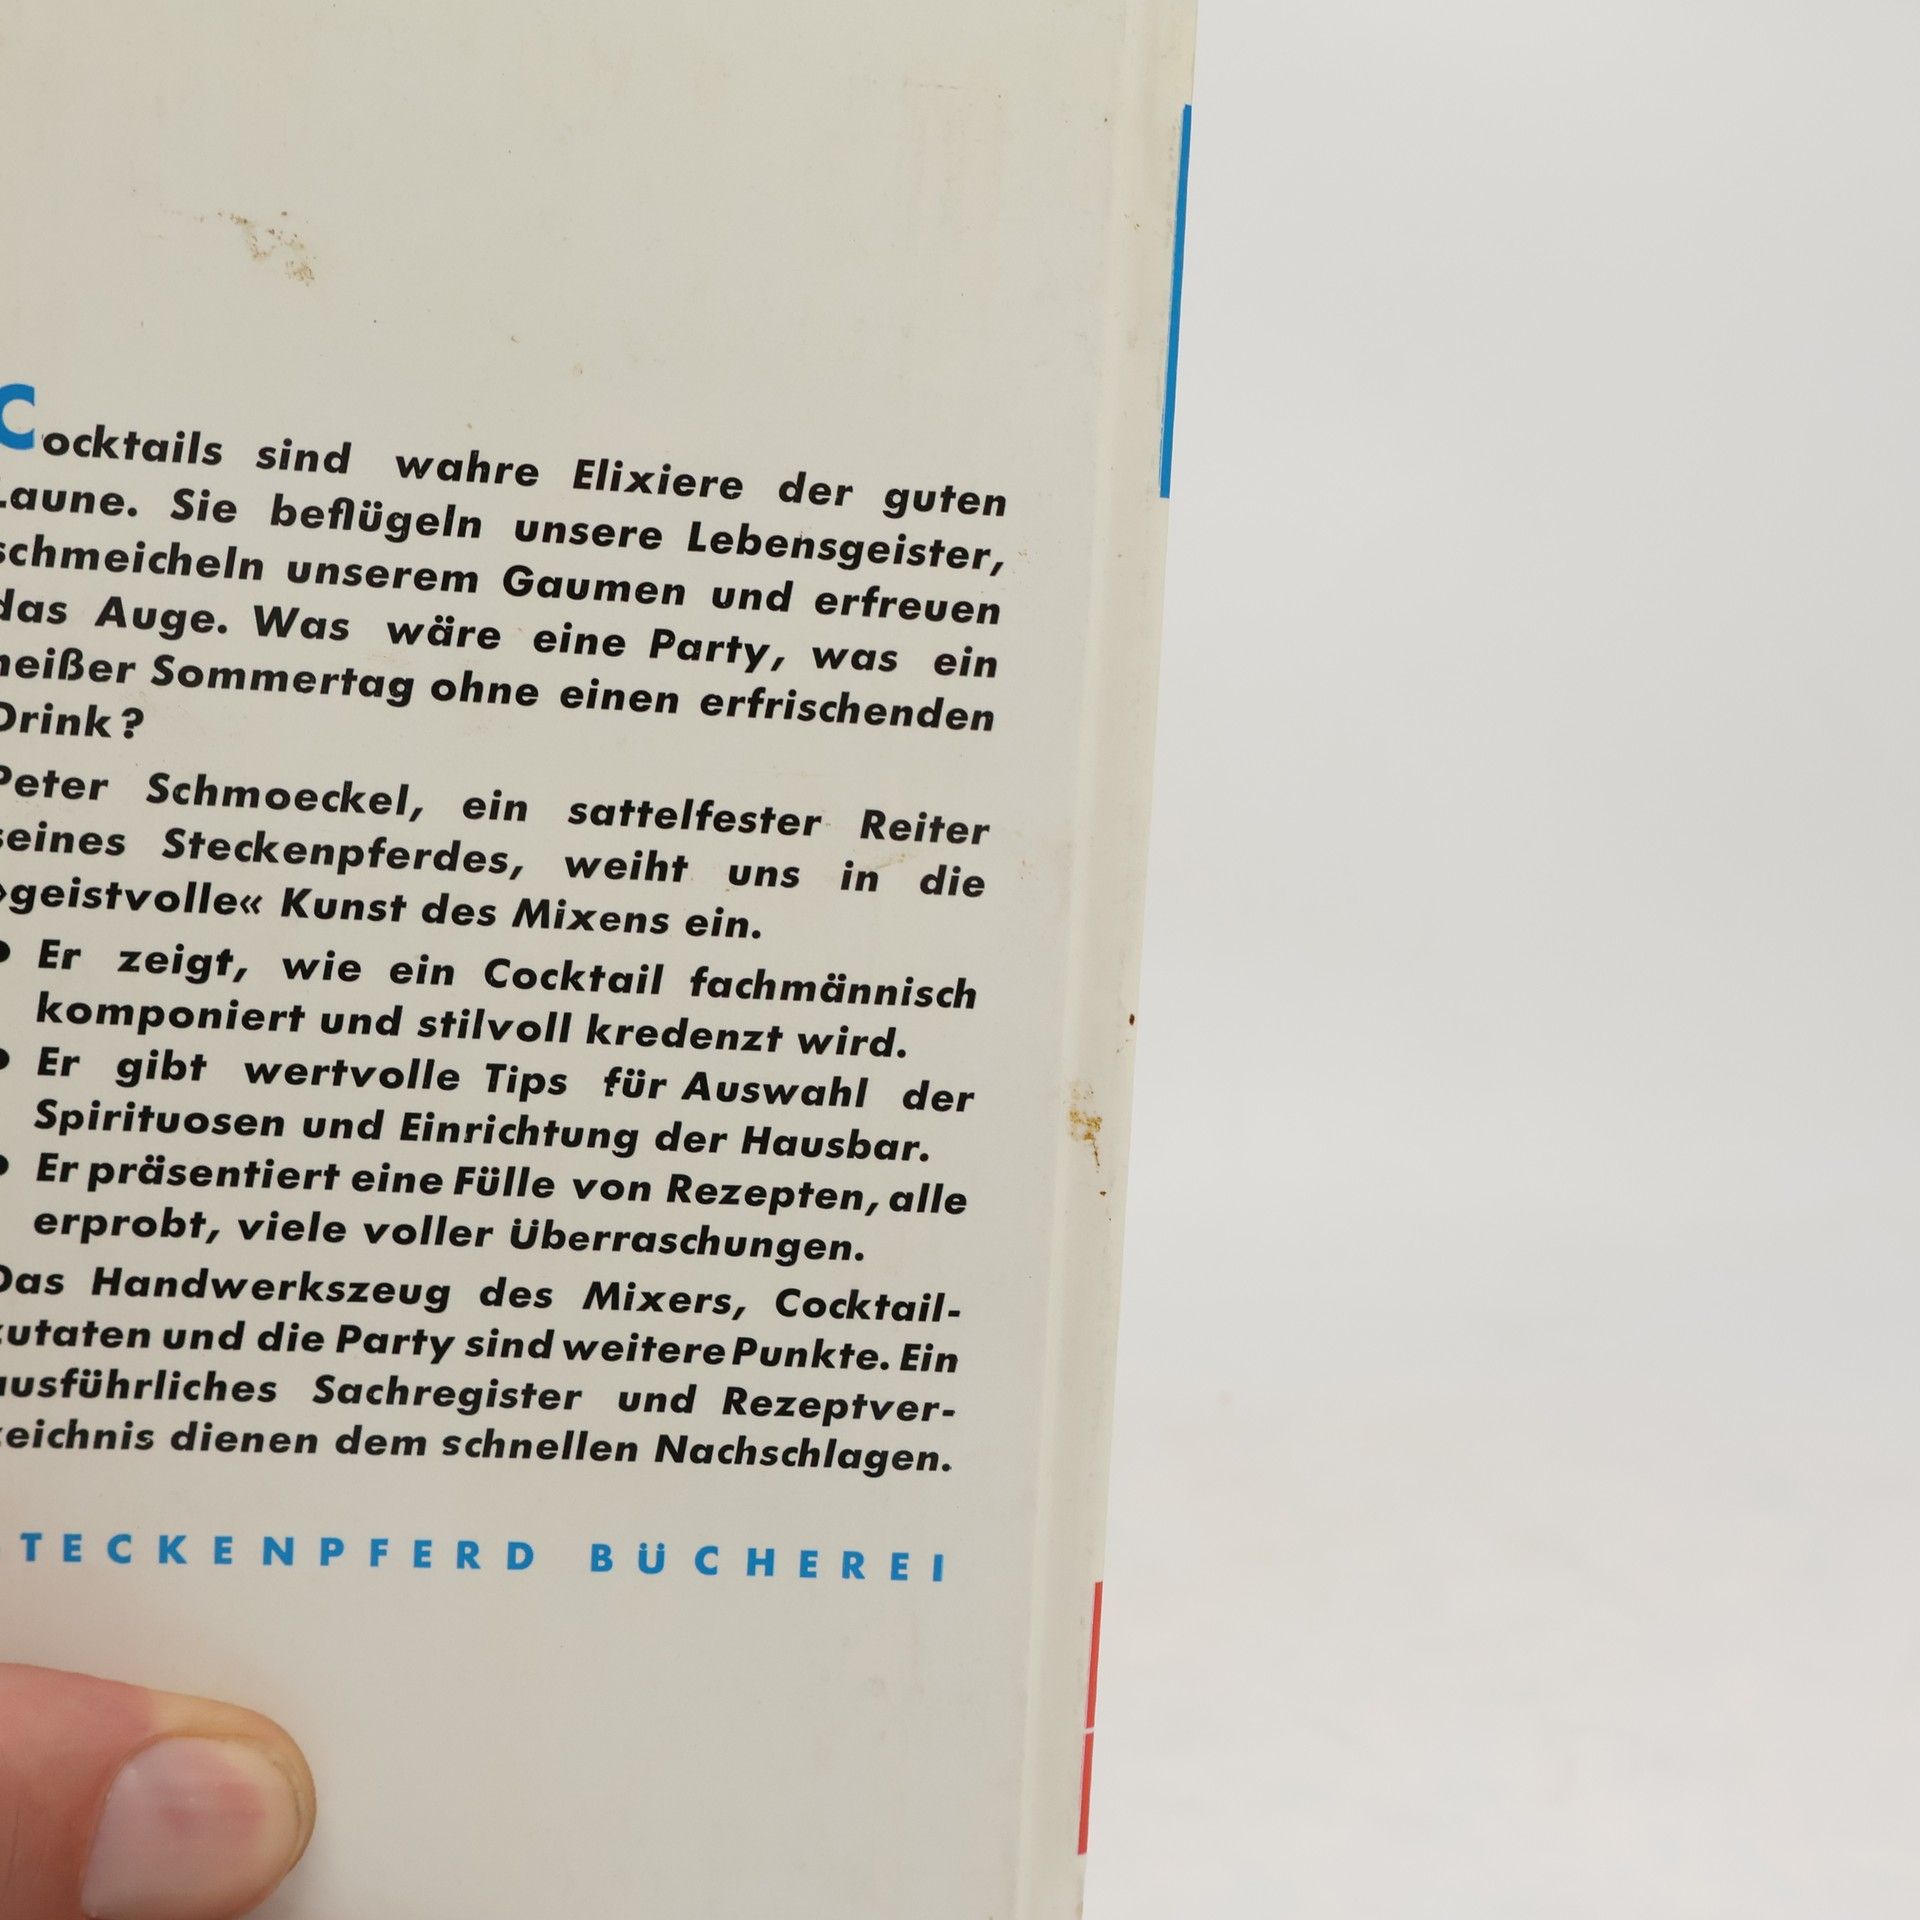 Cocktails sind wahre Elixiere der guten
Laune. Sie beflügeln unsere Lebensgeister,
schmeicheln unserem Gaumen und erfreuen
das Auge. Was wäre eine Party, was ein
heißer Sommertag ohne einen erfrischenden
Drink?
Peter Schmoeckel, ein sattelfester Reiter
seines Steckenpferdes, weiht uns in die
»geistvolle« Kunst des Mixens ein.
• Er zeigt, wie ein Cocktail fachmännisch
komponiert und stilvoll kredenzt wird.
• Er gibt wertvolle Tips für Auswahl der
Spirituosen und Einrichtung der Hausbar.
• Er präsentiert eine Fülle von Rezepten, alle
erprobt, viele voller Überraschungen.
Das Handwerkszeug des Mixers, Cocktail-
zutaten und die Party sind weitere Punkte. Ein
ausführliches Sachregister und Rezeptver-
zeichnis dienen dem schnellen Nachschlagen.
STECKENPFERD BÜCHEREI